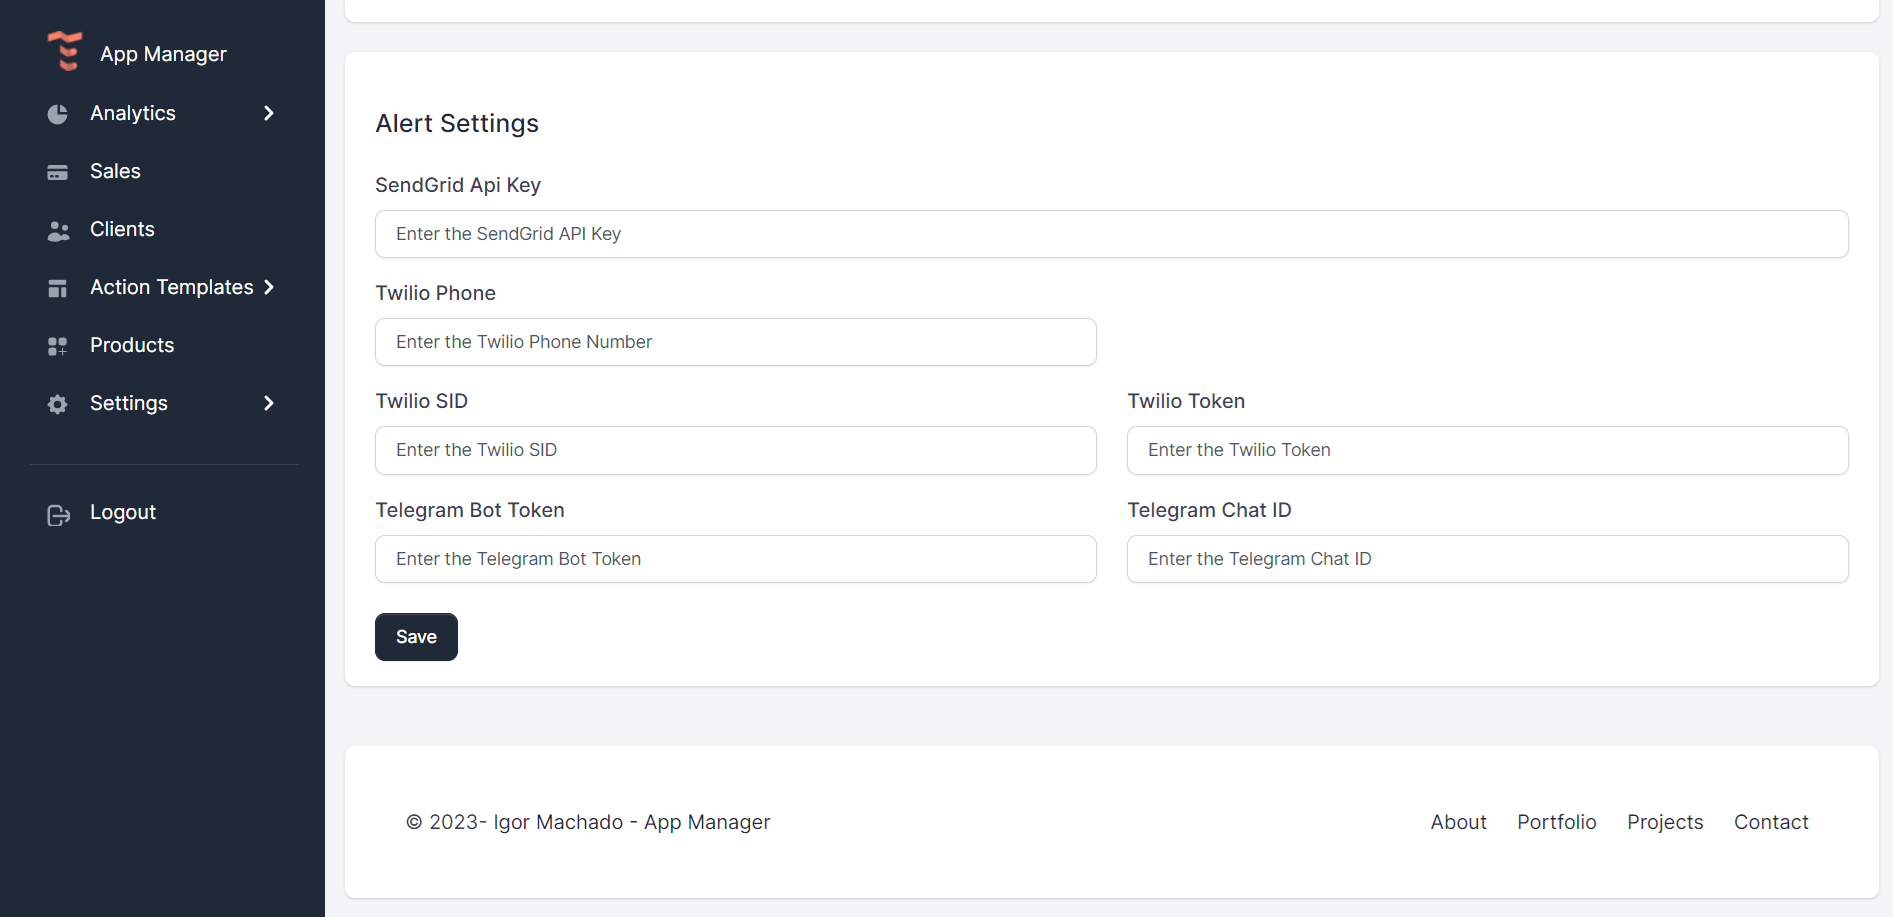 App Manager
Analytics
Sales
Clients
Action Templates
Products
Settings
Logout
Alert Settings
SendGrid Api Key
Enter the SendGrid API Key
Twilio Phone
Enter the Twilio Phone Number
Twilio SID
Twilio Token
Enter the Twilio SID
Enter the Twilio Token
Telegram Bot Token
Telegram Chat ID
Enter the Telegram Bot Token
Enter the Telegram Chat ID
Save
© 2023- Igor Machado - App Manager
About Portfolio Projects Contact